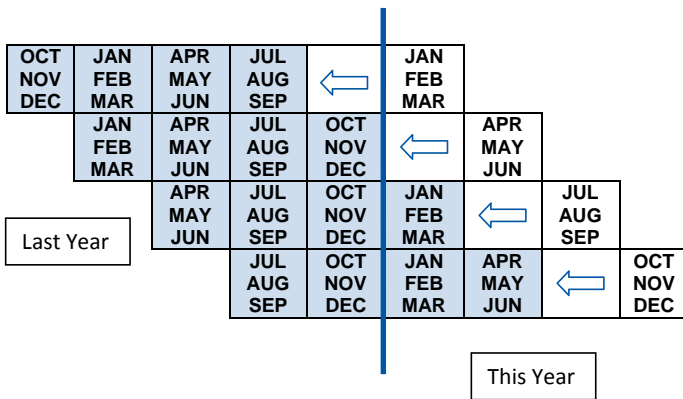 OCT JAN APR JUL JAN
NOV FEB MAY AUG FEB
DEC MAR JUN SEP MAR
JAN APR JUL OCT APR
FEB MAY AUG NOV MAY
MAR JUN SEP DEC JUN
APR JUL OCT JAN JUL
MAY AUG NOV FEB AUG
JUN SEP DEC MAR SEP
Last Year
JUL OCT JAN APR OCT
AUG NOV FEB MAY NOV
SEP DEC MAR JUN DEC
This Year